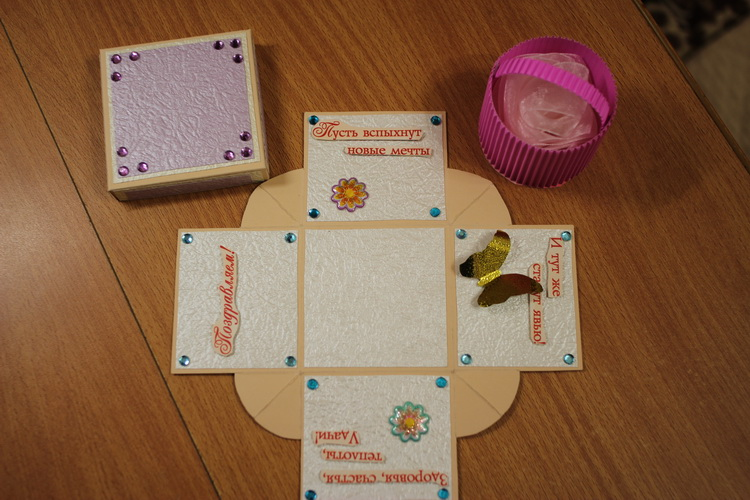 Пусть вспыхнут
новые мечты
И тут же
станут явью!
Здоровья, счастья,
теплоты,
Удачи!
Поздравляем!